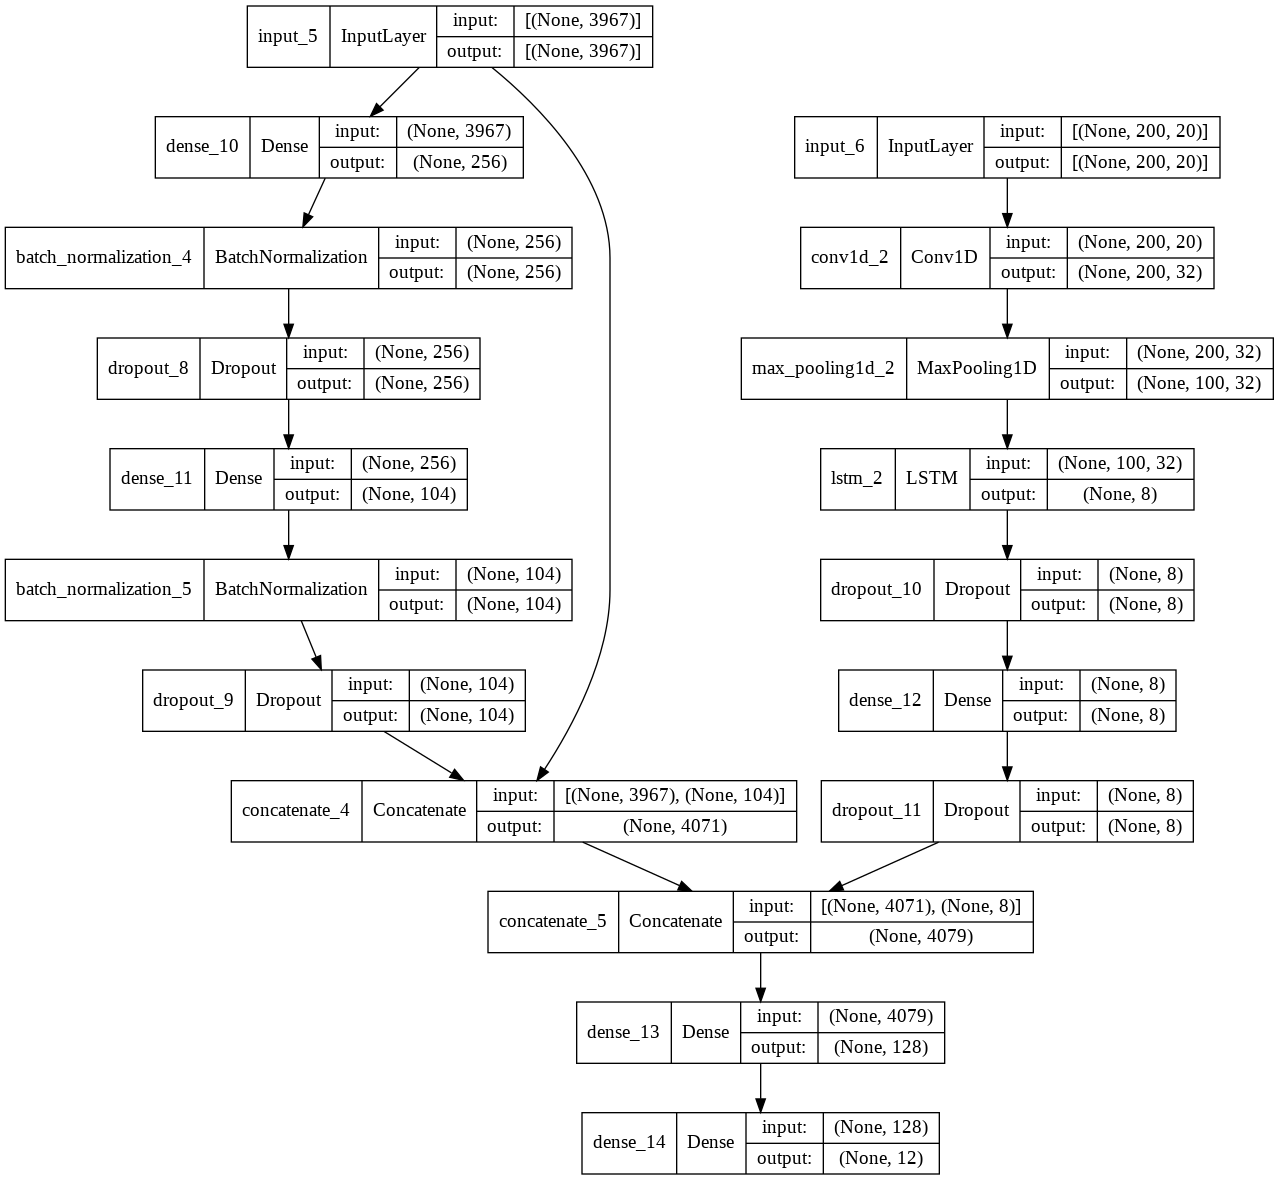 input_5 InputLayer input: [(None, 3967)]
output: [(None, 3967)]
dense_10 Dense input: (None, 3967)
output: (None, 256)
input_6 InputLayer input: [(None, 200, 20)]
output: [(None, 200, 20)]
batch_normalization_4 BatchNormalization input: (None, 256)
output: (None, 256)
conv1d_2 Conv1D input: (None, 200, 20)
output: (None, 200, 32)
dropout_8 Dropout input: (None, 256)
output: (None, 256)
max_pooling1d_2 MaxPooling1D input: (None, 200, 32)
output: (None, 100, 32)
dense_11 Dense input: (None, 256)
output: (None, 104)
lstm_2 LSTM input: (None, 100, 32)
output: (None, 8)
batch_normalization_5 BatchNormalization input: (None, 104)
output: (None, 104)
dropout_10 Dropout input: (None, 8)
output: (None, 8)
dropout_9 Dropout input: (None, 104)
output: (None, 104)
dense_12 Dense input: (None, 8)
output: (None, 8)
concatenate_4 Concatenate input: [(None, 3967), (None, 104)]
output: (None, 4071)
dropout_11 Dropout input: (None, 8)
output: (None, 8)
concatenate_5 Concatenate input: [(None, 4071), (None, 8)]
output: (None, 4079)
dense_13 Dense input: (None, 4079)
output: (None, 128)
dense_14 Dense input: (None, 128)
output: (None, 12)